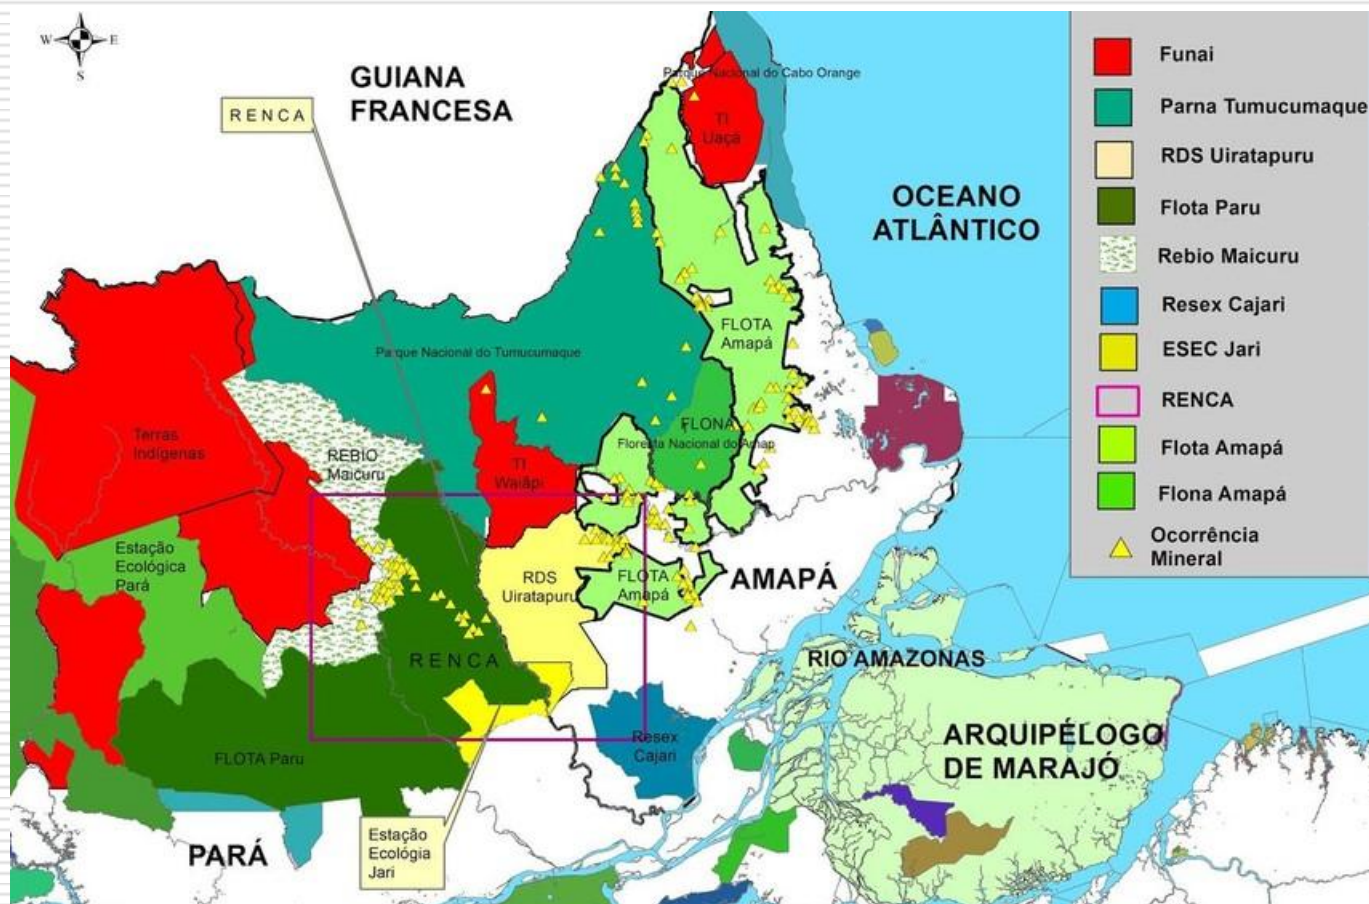 N
W
E
S
GUIANA
FRANCESA
RENCA
Parque Nacional do Cabo Orange
TI
Uaçá
OCEANO
ATLÂNTICO
FLOTA
Amapá
Parque Nacional do Tumucumaque
FLONA
Floresta Nacional do Amap
Terras
Indígenas
REBIO
Maicuru
TI
Waiãpi
Estação
Ecológica
Pará
RDS
Uiratapuru
FLOTA
Amapá
AMAPÁ
RENCA
RIO AMAZONAS
Resex
Cajari
ARQUIPÉLOGO
DE MARAJÓ
FLOTA Paru
Estação
Ecológia
Jari
PARÁ
Funai
Parna Tumucumaque
RDS Uiratapuru
Flota Paru
Rebio Maicuru
Resex Cajari
ESEC Jari
RENCA
Flota Amapá
Flona Amapá
Ocorrência
Mineral